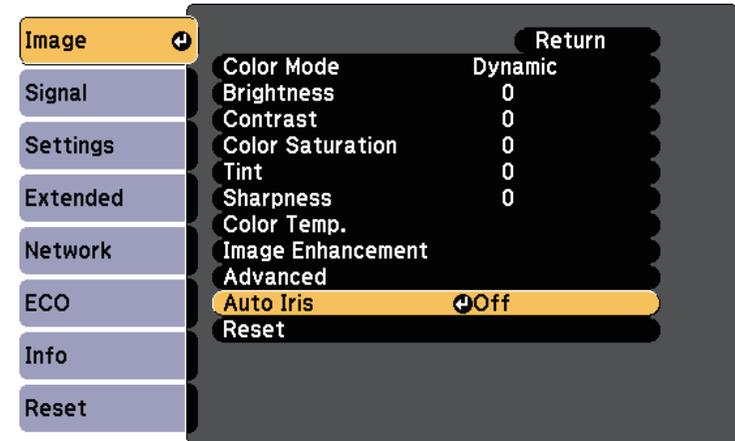 Image
Signal
Settings
Extended
Network
ECO
Info
Reset
Return
Color Mode Dynamic
Brightness 0
Contrast 0
Color Saturation 0
Tint 0
Sharpness 0
Color Temp.
Image Enhancement
Advanced
Auto Iris Off
Reset